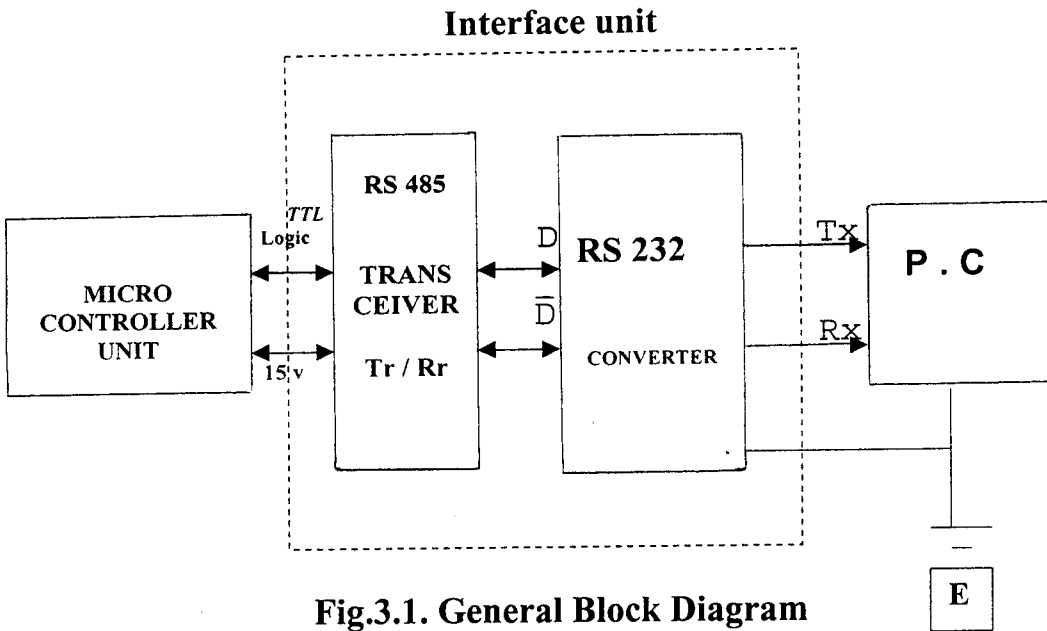 Interface unit
MICRO
CONTROLLER
UNIT
TTL
Logic
15 v
RS 485
TRANS
CEIVER
Tr / Rr
D
D̅
RS 232
CONVERTER
Tx
Rx
P . C
E
Fig.3.1. General Block Diagram